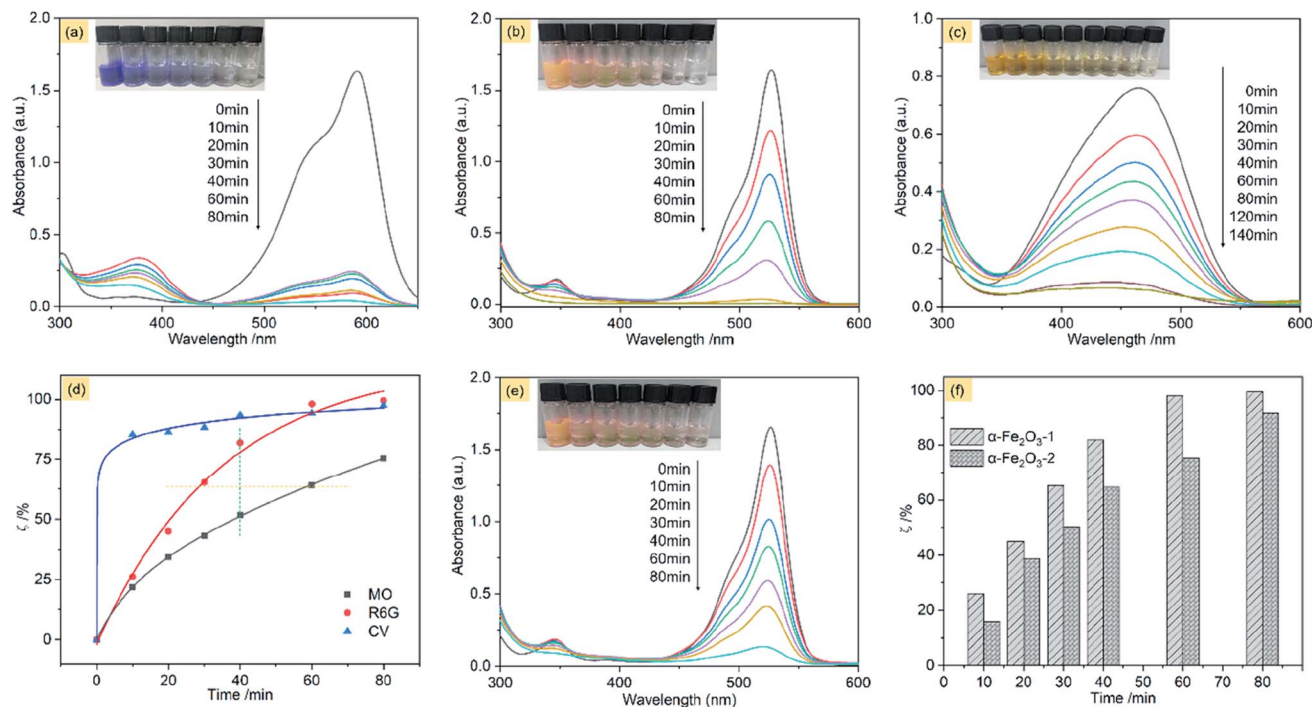 (a)
2.0
1.5
1.0
0.5
0.0
Absorbance (a.u.)
0min
10min
20min
30min
40min
60min
80min
300
400
500
600
Wavelength /nm
(b)
2.0
1.5
1.0
0.5
0.0
Absorbance (a.u.)
0min
10min
20min
30min
40min
60min
80min
300
400
500
600
Wavelength /nm
(c)
1.0
0.8
0.6
0.4
0.2
0.0
Absorbance (a.u.)
0min
10min
20min
30min
40min
60min
80min
120min
140min
300
400
500
600
Wavelength /nm
(d)
100
75
50
25
0
ζ /%
MO
R6G
CV
0
20
40
60
80
Time /min
(e)
2.0
1.5
1.0
0.5
0.0
Absorbance (a.u.)
0min
10min
20min
30min
40min
60min
80min
300
400
500
600
Wavelength (nm)
(f)
100
80
60
40
20
0
ζ /%
α-Fe₂O₃-1
α-Fe₂O₃-2
10
20
30
40
50
60
70
80
Time /min